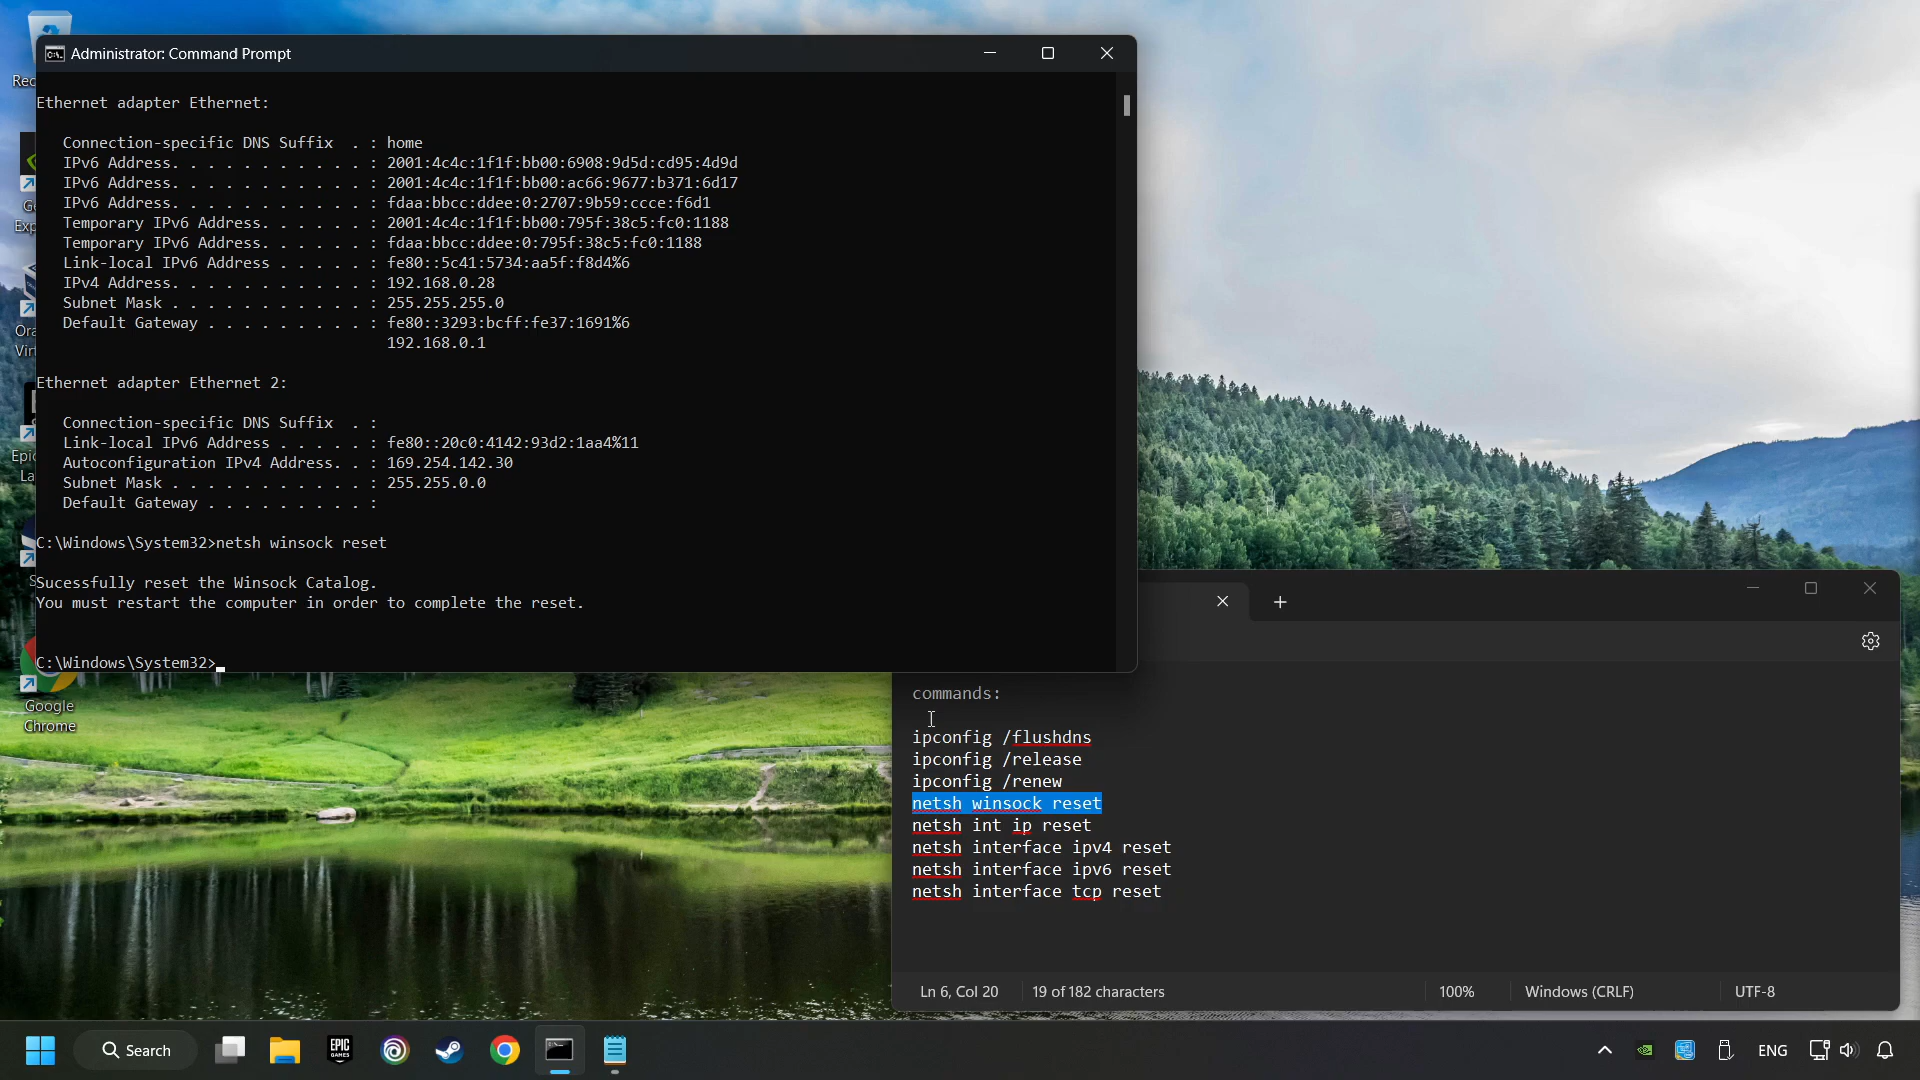 Administrator: Command Prompt
Ethernet adapter Ethernet:
Connection-specific DNS Suffix . : home
IPv6 Address. . . . . . . . . . . : 2001:4c4c:1f1f:bb00:6908:9d5d:cd95:4d9d
IPv6 Address. . . . . . . . . . . : 2001:4c4c:1f1f:bb00:ac66:9677:b371:6d17
IPv6 Address. . . . . . . . . . . : fdaa:bbcc:ddee:0:2707:9b59:ccce:f6d1
Temporary IPv6 Address. . . . . . : 2001:4c4c:1f1f:bb00:795f:38c5:fc0:1188
Temporary IPv6 Address. . . . . . : fdaa:bbcc:ddee:0:795f:38c5:fc0:1188
Link-local IPv6 Address . . . . . : fe80::5c41:5734:aa5f:f8d4%6
IPv4 Address. . . . . . . . . . . : 192.168.0.28
Subnet Mask . . . . . . . . . . . : 255.255.255.0
Default Gateway . . . . . . . . . : fe80::3293:bcff:fe37:1691%6
192.168.0.1
Ethernet adapter Ethernet 2:
Connection-specific DNS Suffix . :
Link-local IPv6 Address . . . . . : fe80::20c0:4142:93d2:1aa4%11
Autoconfiguration IPv4 Address. . : 169.254.142.30
Subnet Mask . . . . . . . . . . . : 255.255.0.0
Default Gateway . . . . . . . . . :
C:\Windows\System32>netsh winsock reset
Sucessfully reset the Winsock Catalog.
You must restart the computer in order to complete the reset.
C:\Windows\System32>
Google
Chrome
commands:
ipconfig /flushdns
ipconfig /release
ipconfig /renew
netsh winsock reset
netsh int ip reset
netsh interface ipv4 reset
netsh interface ipv6 reset
netsh interface tcp reset
Ln 6, Col 20 19 of 182 characters 100% Windows (CRLF) UTF-8
Search EPIC GAMES ENG